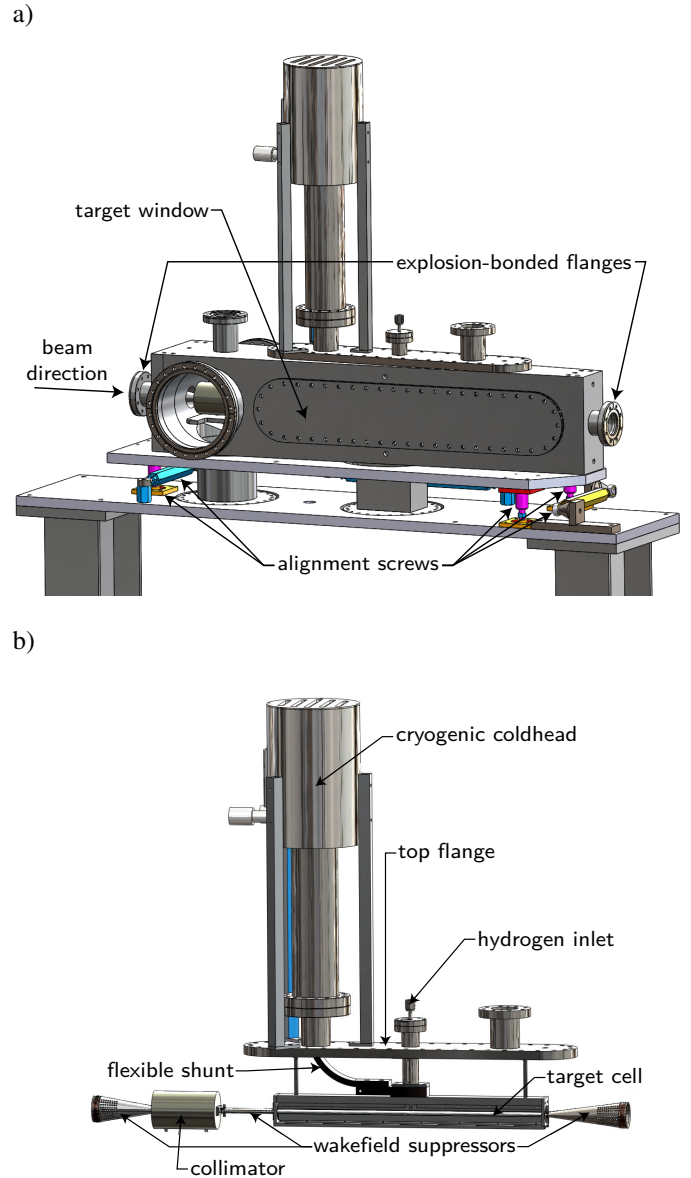 a)
target window
explosion-bonded flanges
beam
direction
alignment screws
b)
cryogenic coldhead
top flange
hydrogen inlet
flexible shunt
target cell
wakefield suppressors
collimator